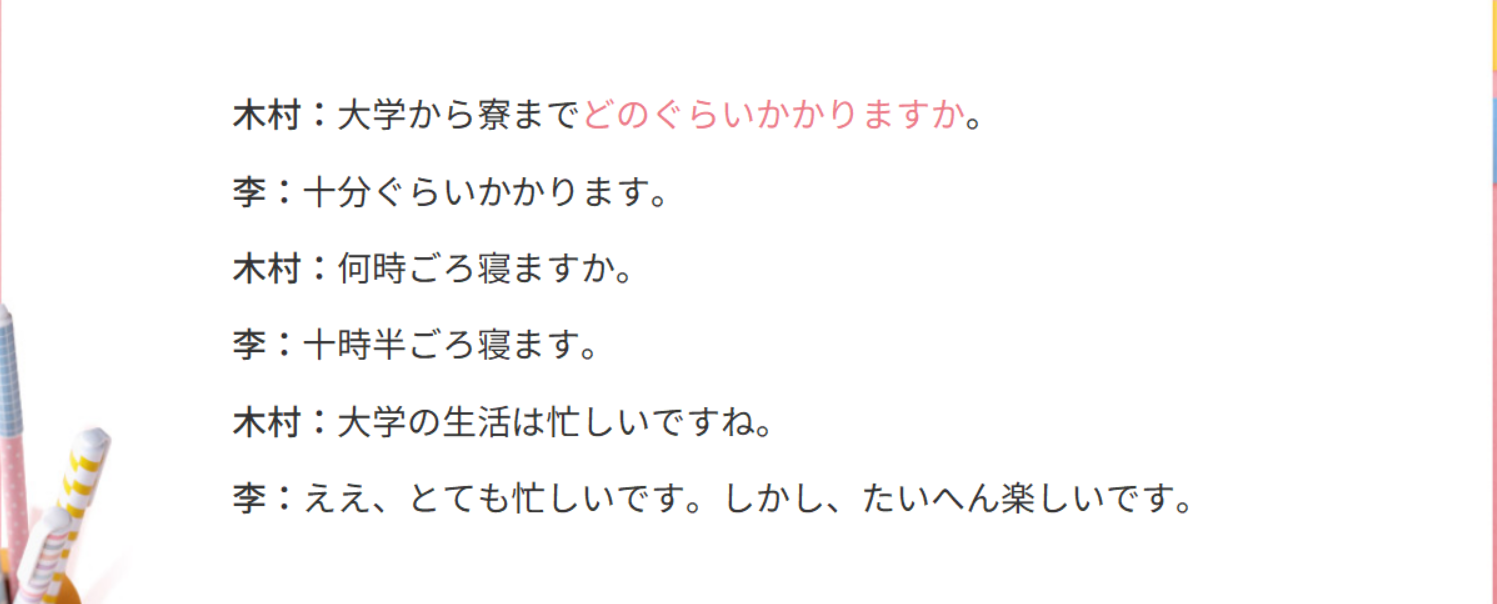 木村：大学から寮までどのぐらいかかりますか。
李：十分ぐらいかかります。
木村：何時ごろ寝ますか。
李：十時半ごろ寝ます。
木村：大学の生活は忙しいですね。
李：ええ、とても忙しいです。しかし、たいへん楽しいです。